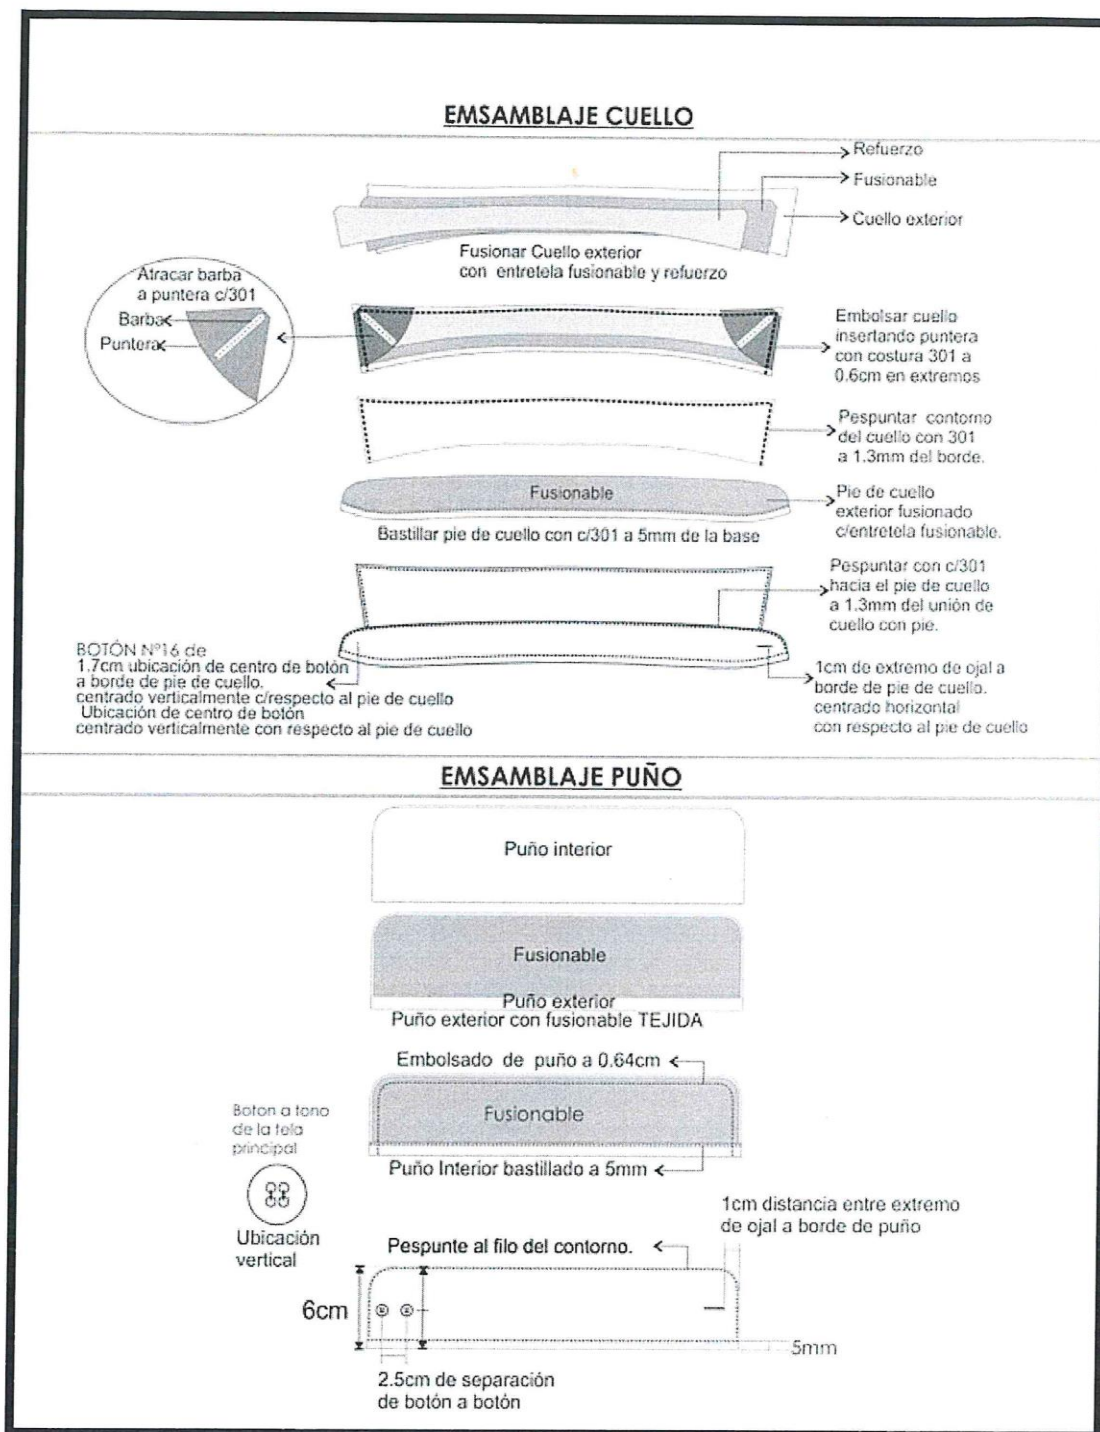 EMSAMBLAJE CUELLO
Refuerzo
Fusionable
Cuello exterior
Fusionar Cuello exterior
con entretela fusionable y refuerzo
Atracar barba
a puntera c/301
Barba
Puntera
Embolsar cuello
insertando puntera
con costura 301 a
0.6cm en extremos
Pespuntar contorno
del cuello con 301
a 1.3mm del borde.
Fusionable
Pie de cuello
exterior fusionado
c/entretela fusionable.
Bastillar pie de cuello con c/301 a 5mm de la base
Pespuntar con c/301
hacia el pie de cuello
a 1.3mm del unión de
cuello con pie.
BOTÓN Nº16 de
1.7cm ubicación de centro de botón
a borde de pie de cuello.
centrado verticalmente c/respecto al pie de cuello
Ubicación de centro de botón
centrado verticalmente con respecto al pie de cuello
1cm de extremo de ojal a
borde de pie de cuello.
centrado horizontal
con respecto al pie de cuello
EMSAMBLAJE PUÑO
Puño interior
Fusionable
Puño exterior
Puño exterior con fusionable TEJIDA
Embolsado de puño a 0.64cm
Fusionable
Puño Interior bastillado a 5mm
Boton a tono
de la tela
principal
Ubicación
vertical
1cm distancia entre extremo
de ojal a borde de puño
Pespunte al filo del contorno.
6cm
5mm
2.5cm de separación
de botón a botón